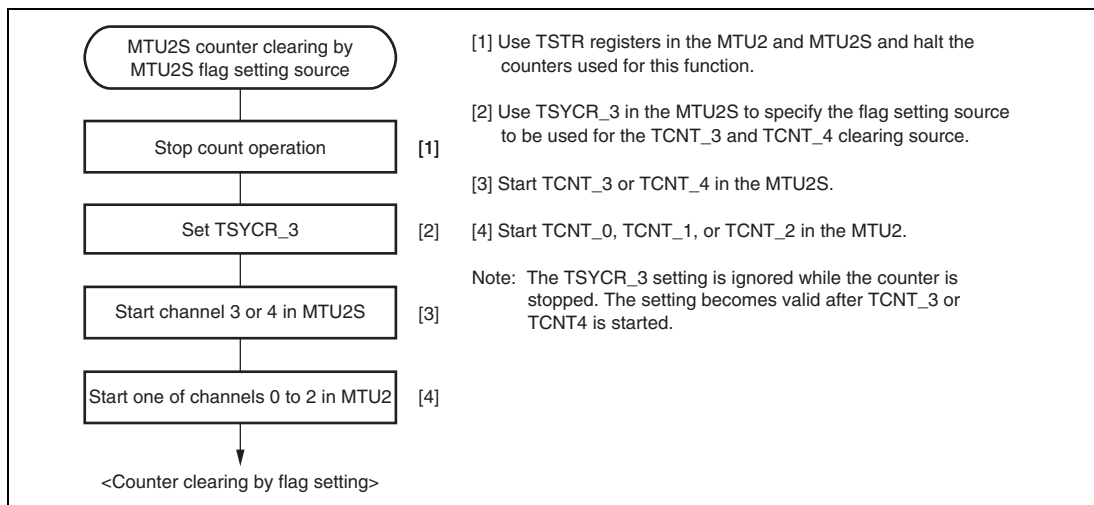 MTU2S counter clearing by
MTU2S flag setting source
Stop count operation
[1]
Set TSYCR_3
[2]
Start channel 3 or 4 in MTU2S
[3]
Start one of channels 0 to 2 in MTU2
[4]
<Counter clearing by flag setting>
[1] Use TSTR registers in the MTU2 and MTU2S and halt the
counters used for this function.
[2] Use TSYCR_3 in the MTU2S to specify the flag setting source
to be used for the TCNT_3 and TCNT_4 clearing source.
[3] Start TCNT_3 or TCNT_4 in the MTU2S.
[4] Start TCNT_0, TCNT_1, or TCNT_2 in the MTU2.
Note: The TSYCR_3 setting is ignored while the counter is
stopped. The setting becomes valid after TCNT_3 or
TCNT4 is started.